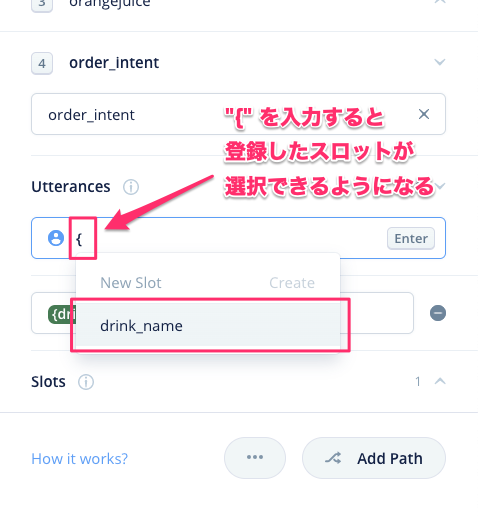 3 orangejuice
4 order_intent
order_intent
"{" を入力すると
登録したスロットが
選択できるようになる
Utterances
{ Enter
New Slot Create
drink_name
Slots 1
How it works? ••• Add Path